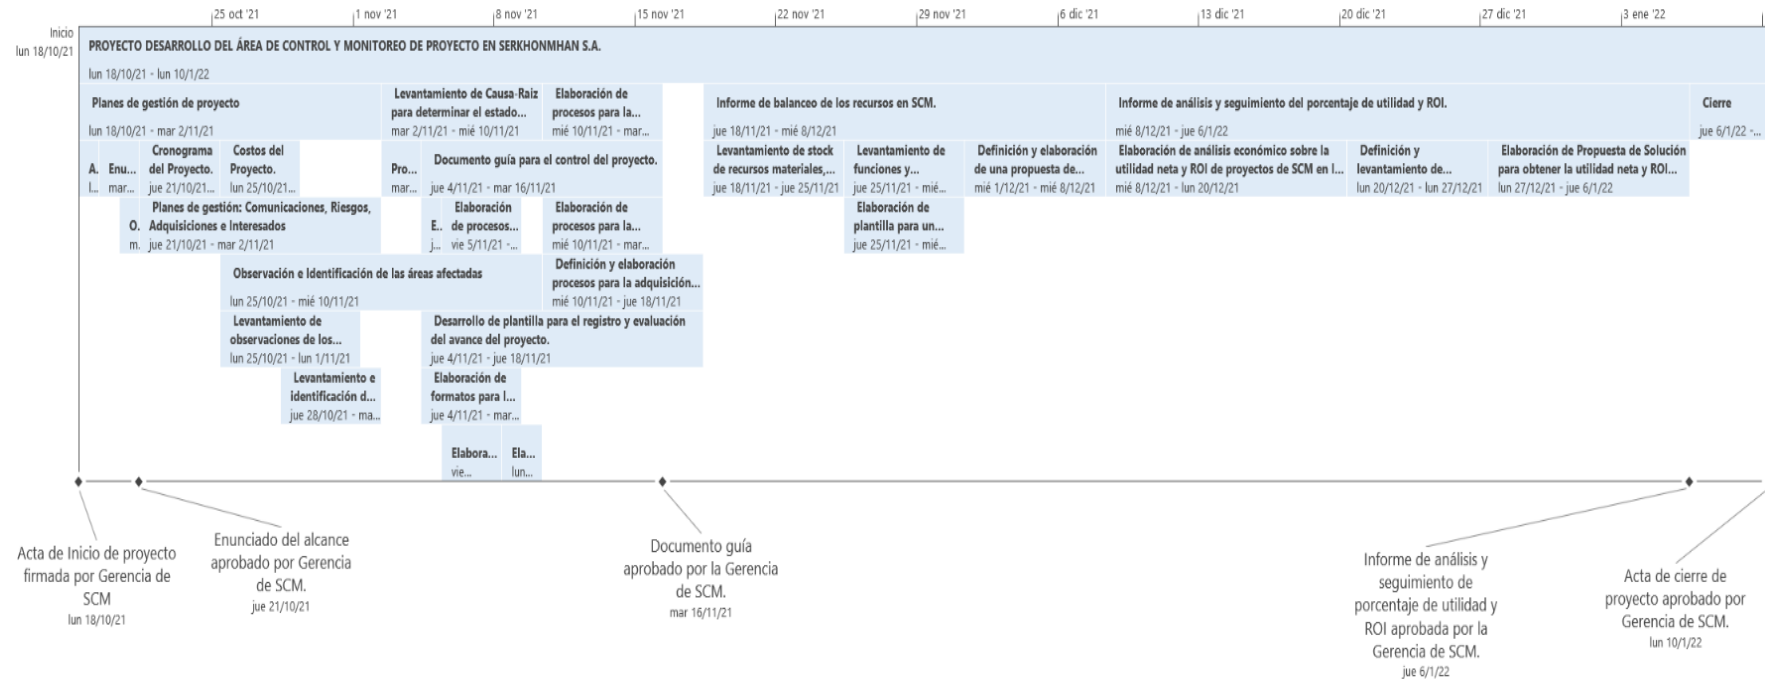 25 oct '21
1 nov '21
8 nov '21
15 nov '21
22 nov '21
29 nov '21
6 dic '21
13 dic '21
20 dic '21
27 dic '21
3 ene '22
Inicio
lun 18/10/21
PROYECTO DESARROLLO DEL ÁREA DE CONTROL Y MONITOREO DE PROYECTO EN SERKHONMHAN S.A.
lun 18/10/21 - lun 10/1/22
Planes de gestión de proyecto
lun 18/10/21 - mar 2/11/21
Levantamiento de Causa-Raiz
para determinar el estado...
mar 2/11/21 - mié 10/11/21
Elaboración de
procesos para la...
mié 10/11/21 - mar...
Informe de balanceo de los recursos en SCM.
jue 18/11/21 - mié 8/12/21
Informe de análisis y seguimiento del porcentaje de utilidad y ROI.
mié 8/12/21 - jue 6/1/22
Cierre
jue 6/1/22 -...
A.
l...
Enu...
mar...
Cronograma
del Proyecto.
jue 21/10/21...
Costos del
Proyecto.
lun 25/10/21...
Pro...
mar...
Documento guía para el control del proyecto.
jue 4/11/21 - mar 16/11/21
Levantamiento de stock
de recursos materiales,...
jue 18/11/21 - jue 25/11/21
Levantamiento de
funciones y...
jue 25/11/21 - mié...
Definición y elaboración
de una propuesta de...
mié 1/12/21 - mié 8/12/21
Elaboración de análisis económico sobre la
utilidad neta y ROI de proyectos de SCM en l...
mié 8/12/21 - lun 20/12/21
Definición y
levantamiento de...
lun 20/12/21 - lun 27/12/21
Elaboración de Propuesta de Solución
para obtener la utilidad neta y ROI...
lun 27/12/21 - jue 6/1/22
O.
m.
Planes de gestión: Comunicaciones, Riesgos,
Adquisiciones e Interesados
jue 21/10/21 - mar 2/11/21
E..
j...
Elaboración
de procesos...
vie 5/11/21 -...
Elaboración de
procesos para la...
mié 10/11/21 - mar...
Elaboración de
plantilla para un...
jue 25/11/21 - mié...
Observación e Identificación de las áreas afectadas
lun 25/10/21 - mié 10/11/21
Definición y elaboración
procesos para la adquisición...
mié 10/11/21 - jue 18/11/21
Levantamiento de
observaciones de los...
lun 25/10/21 - lun 1/11/21
Desarrollo de plantilla para el registro y evaluación
del avance del proyecto.
jue 4/11/21 - jue 18/11/21
Levantamiento e
identificación d...
jue 28/10/21 - ma...
Elaboración de
formatos para l...
jue 4/11/21 - mar...
Elabora...
vie...
Ela...
lun...
Acta de Inicio de proyecto
firmada por Gerencia de
SCM
lun 18/10/21
Enunciado del alcance
aprobado por Gerencia
de SCM.
jue 21/10/21
Documento guía
aprobado por la Gerencia
de SCM.
mar 16/11/21
Informe de análisis y
seguimiento de
porcentaje de utilidad y
ROI aprobada por la
Gerencia de SCM.
jue 6/1/22
Acta de cierre de
proyecto aprobado por
Gerencia de SCM.
lun 10/1/22